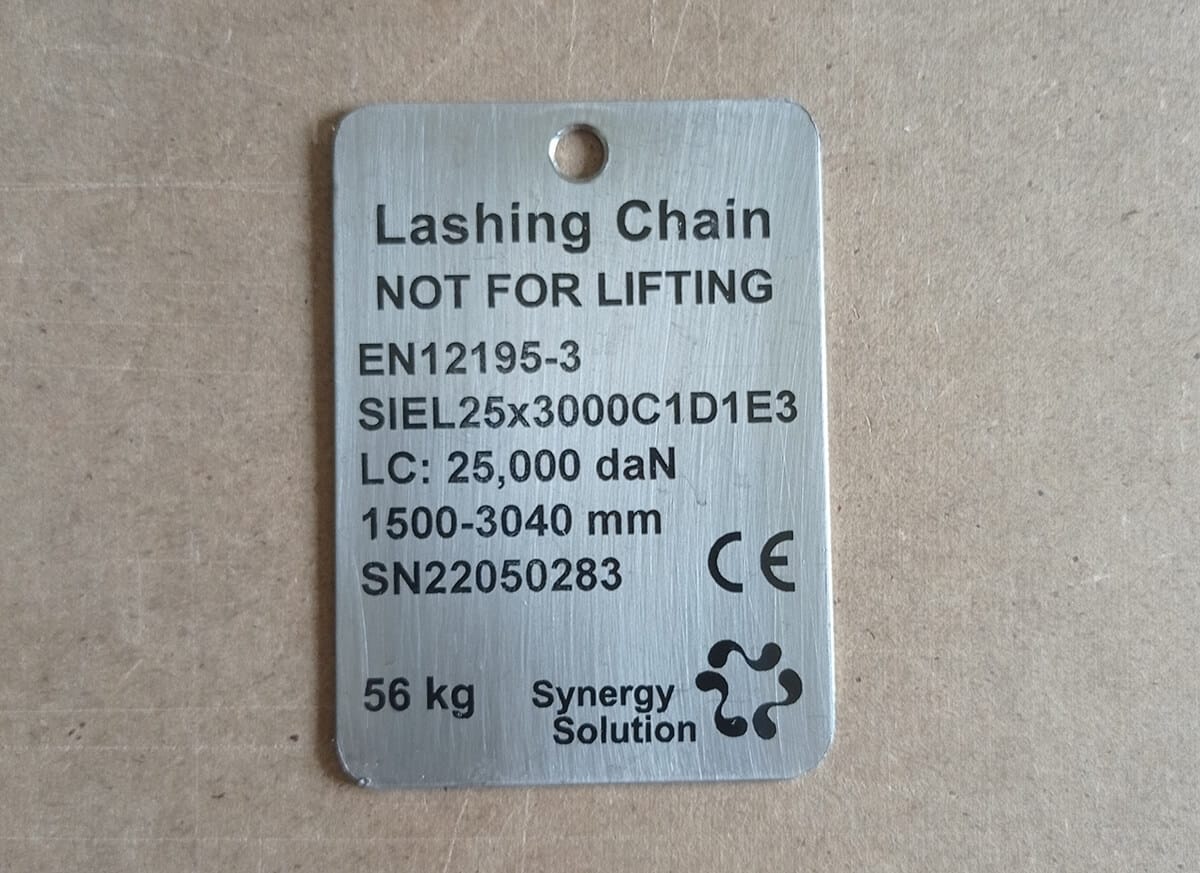 Lashing Chain
NOT FOR LIFTING
EN12195-3
SIEL25x3000C1D1E3
LC: 25,000 daN
1500-3040 mm
SN22050283
CE
56 kg
Synergy
Solution